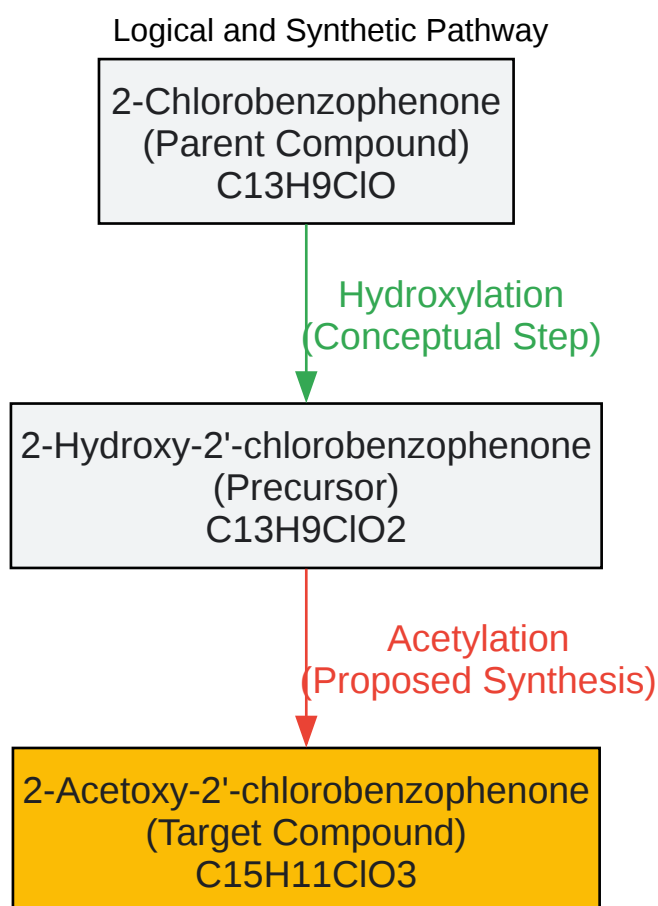 Logical and Synthetic Pathway
2-Chlorobenzophenone
(Parent Compound)
C13H9ClO
Hydroxylation
(Conceptual Step)
2-Hydroxy-2'-chlorobenzophenone
(Precursor)
C13H9ClO2
Acetylation
(Proposed Synthesis)
2-Acetoxy-2'-chlorobenzophenone
(Target Compound)
C15H11ClO3